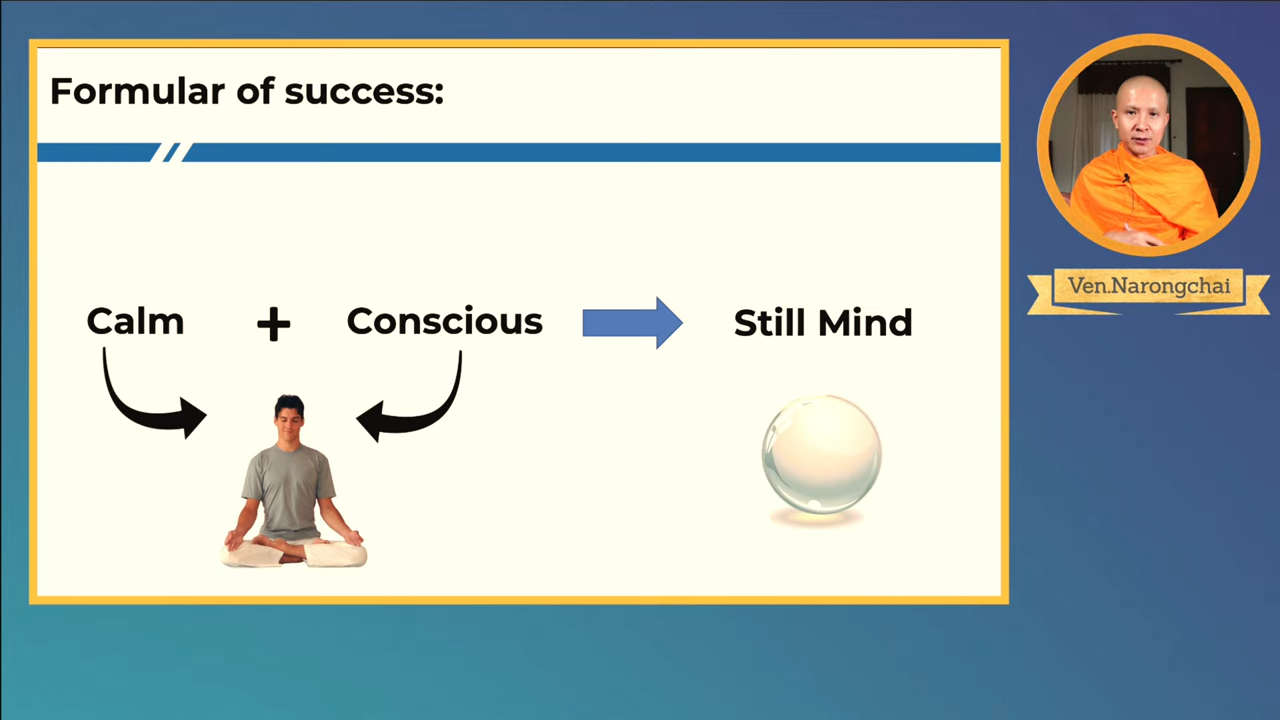 Formular of success:
Calm + Conscious Still Mind
Ven.Narongchai